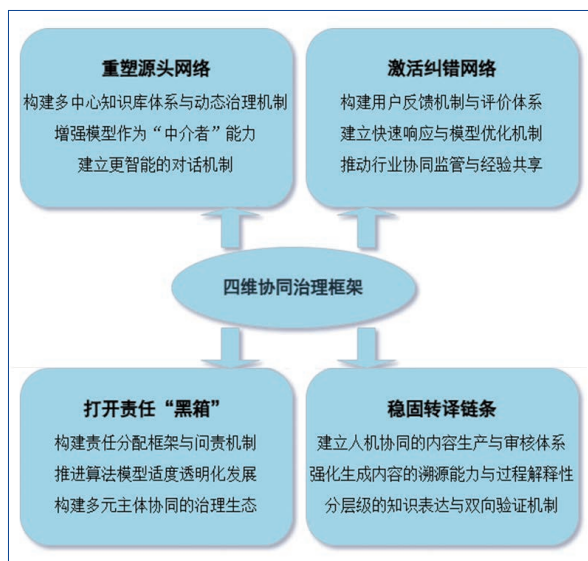 重塑源头网络
构建多中心知识库体系与动态治理机制
增强模型作为“中介者”能力
建立更智能的对话机制
激活纠错网络
构建用户反馈机制与评价体系
建立快速响应与模型优化机制
推动行业协同监管与经验共享
四维协同治理框架
打开责任“黑箱”
构建责任分配框架与问责机制
推进算法模型适度透明化发展
构建多元主体协同的治理生态
稳固转译链条
建立人机协同的内容生产与审核体系
强化生成内容的溯源能力与过程解释性
分层级的知识表达与双向验证机制